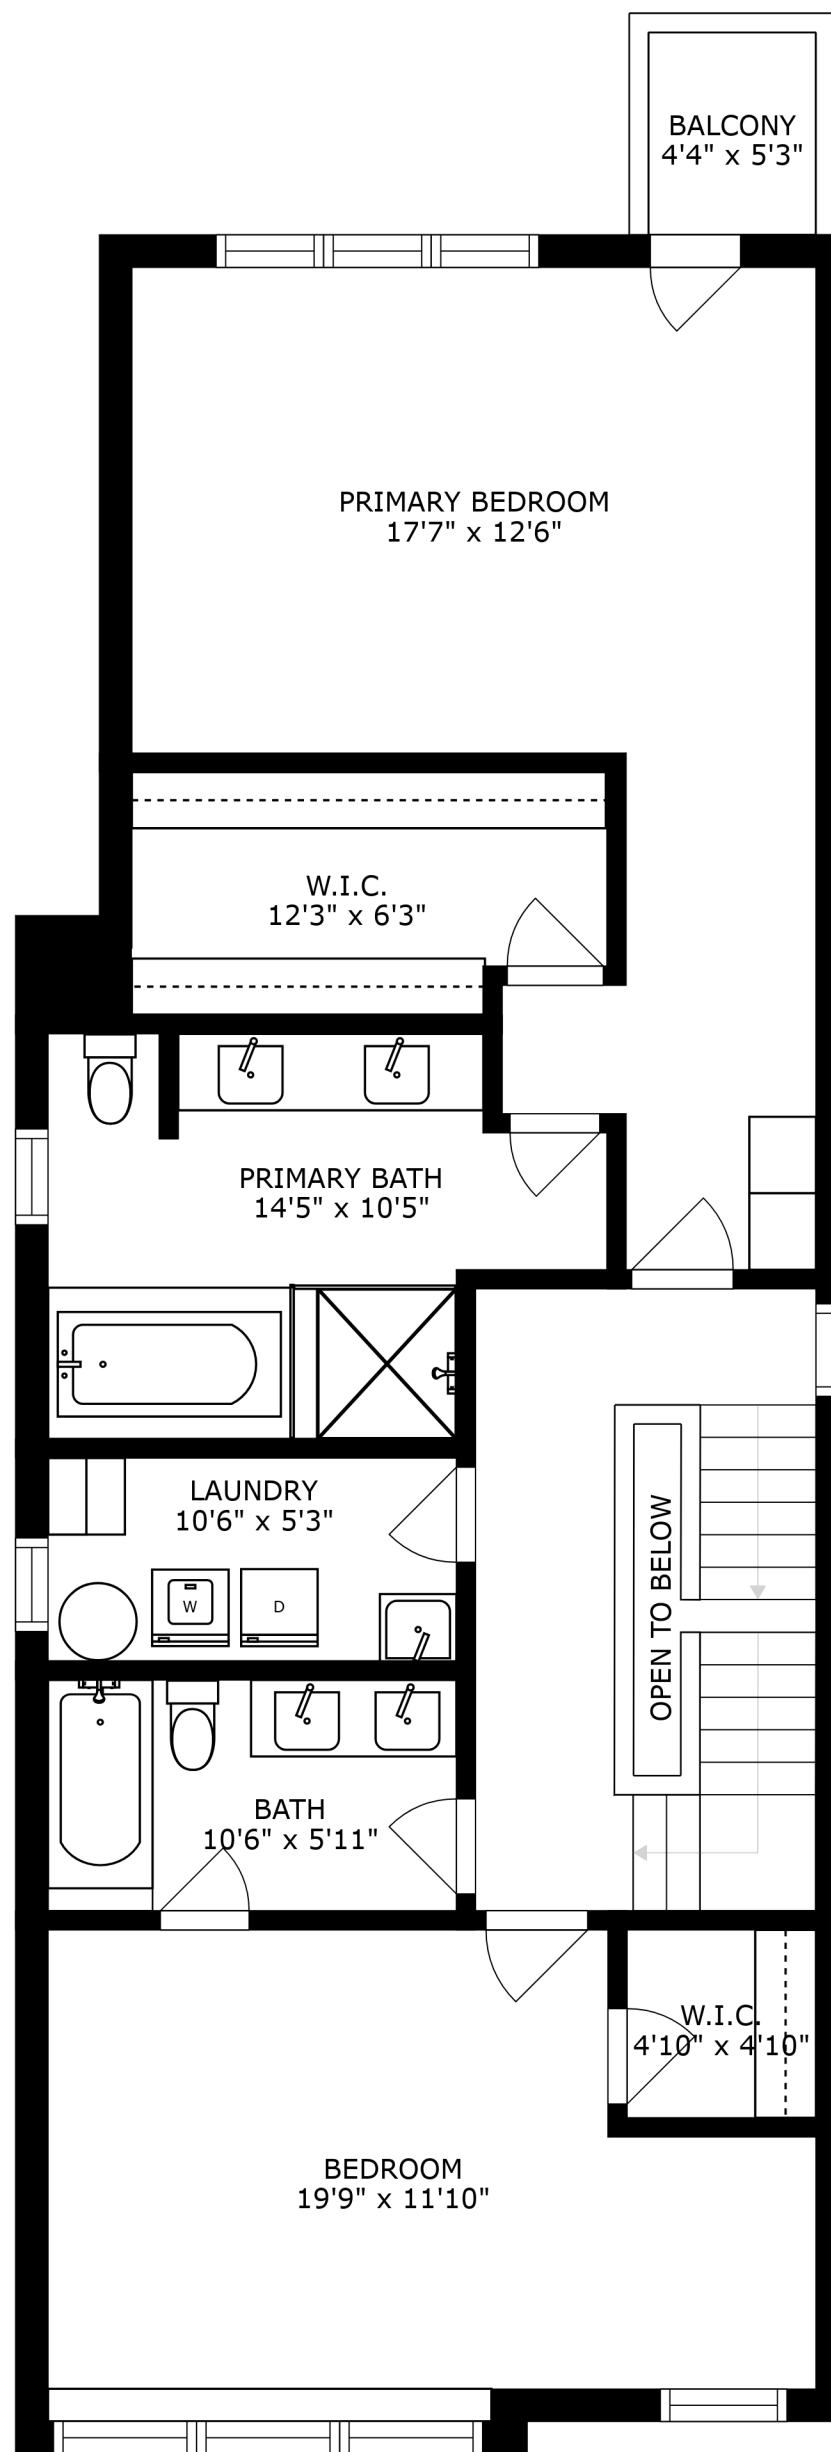 BALCONY
4'4" x 5'3"
PRIMARY BEDROOM
17'7" x 12'6"
W.I.C.
12'3" x 6'3"
PRIMARY BATH
14'5" x 10'5"
LAUNDRY
10'6" x 5'3"
W
D
OPEN TO BELOW
BATH
10'6" x 5'11"
W.I.C.
4'10" x 4'10"
BEDROOM
19'9" x 11'10"